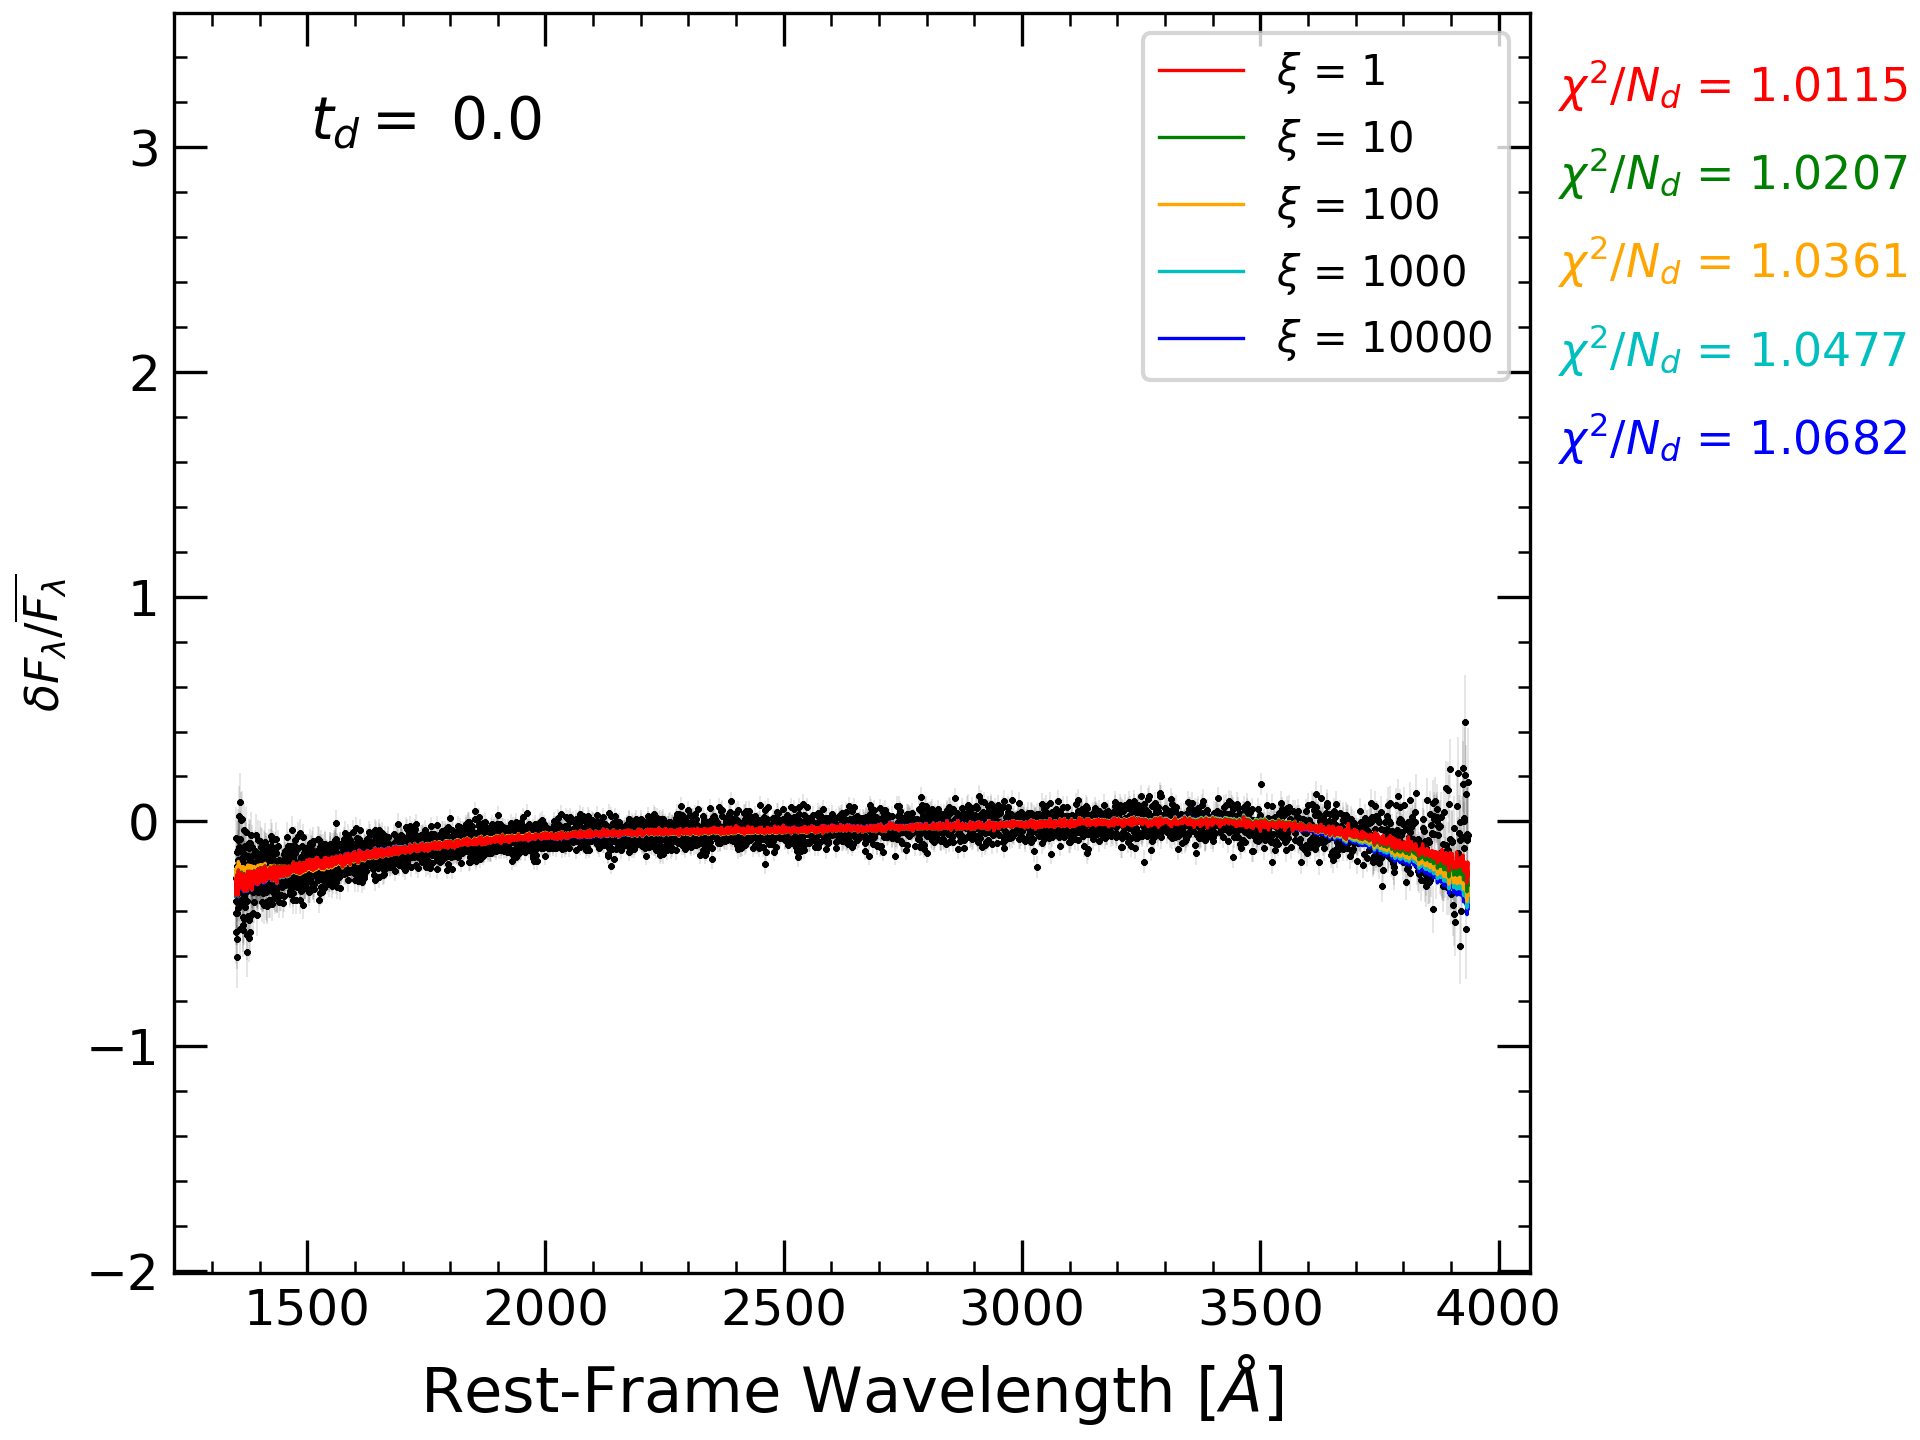 t_d = 0.0
ξ = 1
ξ = 10
ξ = 100
ξ = 1000
ξ = 10000
χ²/N_d = 1.0115
χ²/N_d = 1.0207
χ²/N_d = 1.0361
χ²/N_d = 1.0477
χ²/N_d = 1.0682
3
2
1
0
−1
−2
δF_λ/F̅_λ
1500 2000 2500 3000 3500 4000
Rest-Frame Wavelength [Å]